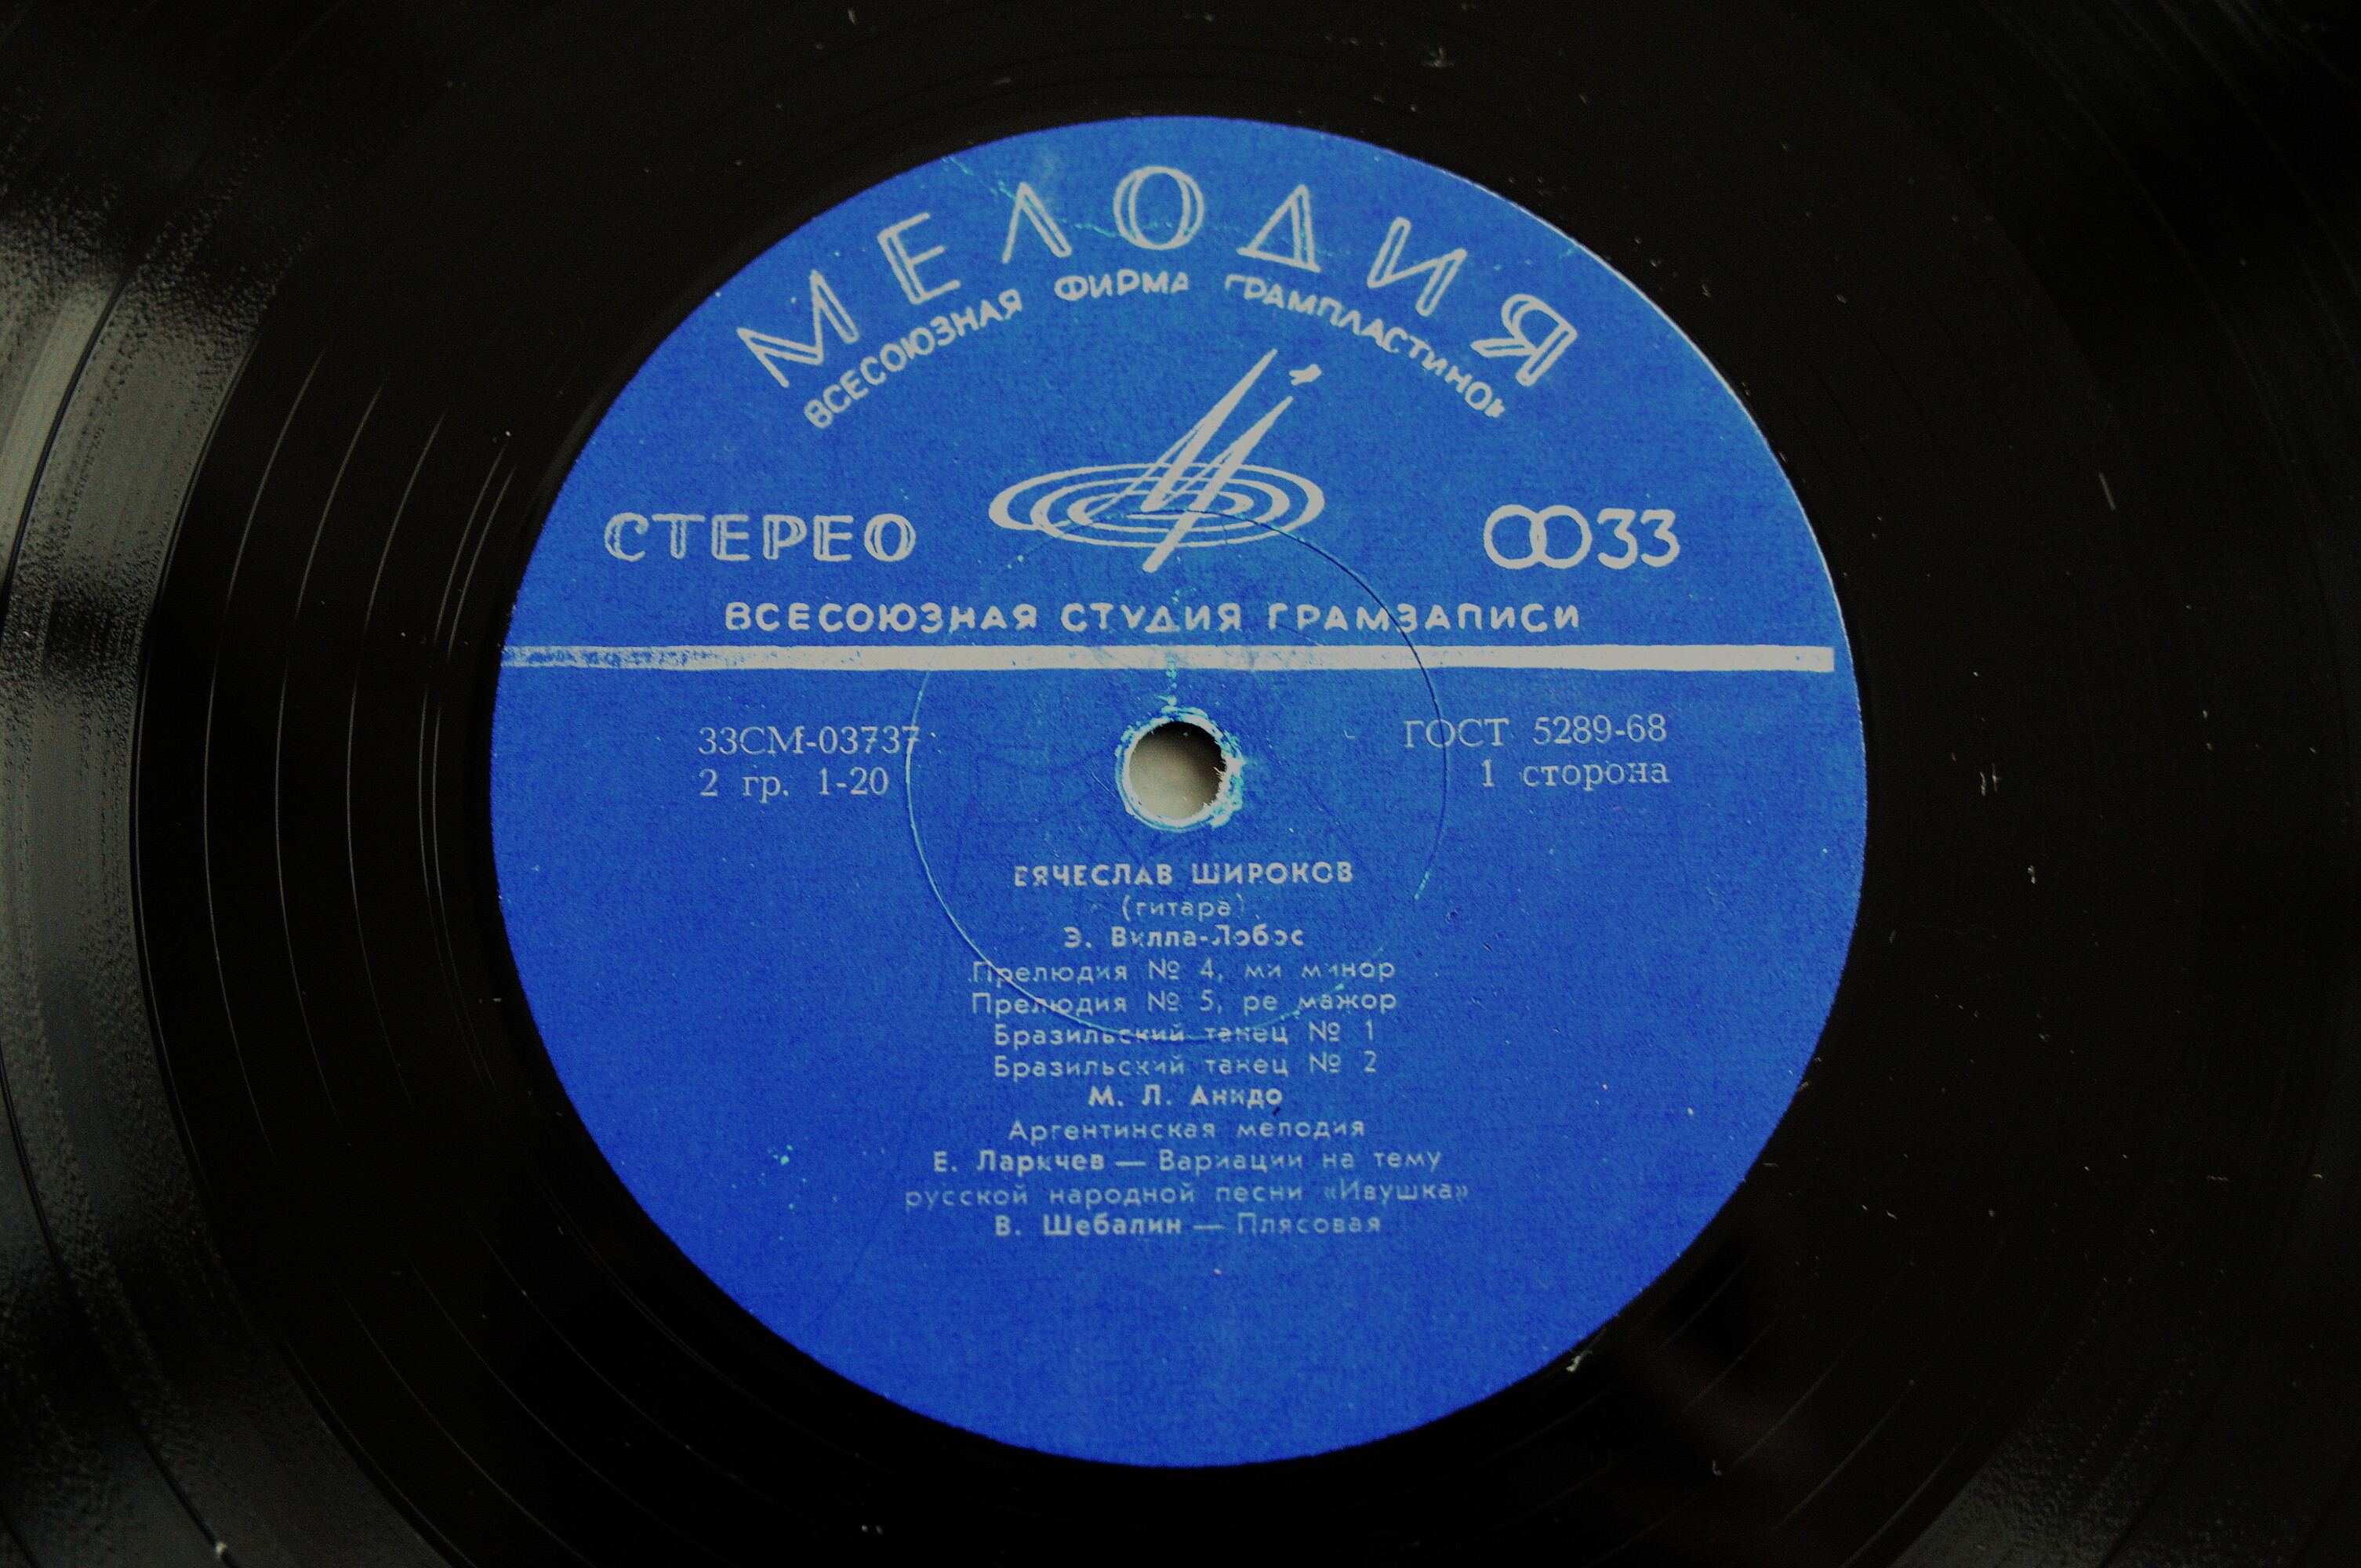 МЕЛОДИЯ
ВСЕСОЮЗНАЯ ФИРМА ГРАМПЛАСТИНОК
СТЕРЕО
33
ВСЕСОЮЗНАЯ СТУДИЯ ГРАМЗАПИСИ
33СМ-03737 ГОСТ 5289-68
2 гр. 1-20 1 сторона
ВЯЧЕСЛАВ ШИРОКОВ
(гитара)
Э. Вилла-Лобос
Прелюдия № 4, ми минор
Прелюдия № 5, ре мажор
Бразильский танец № 1
Бразильский танец № 2
М. Л. Анидо
Аргентинская мелодия
Е. Ларичев — Вариации на тему
русской народной песни «Ивушка»
В. Шебалин — Плясовая